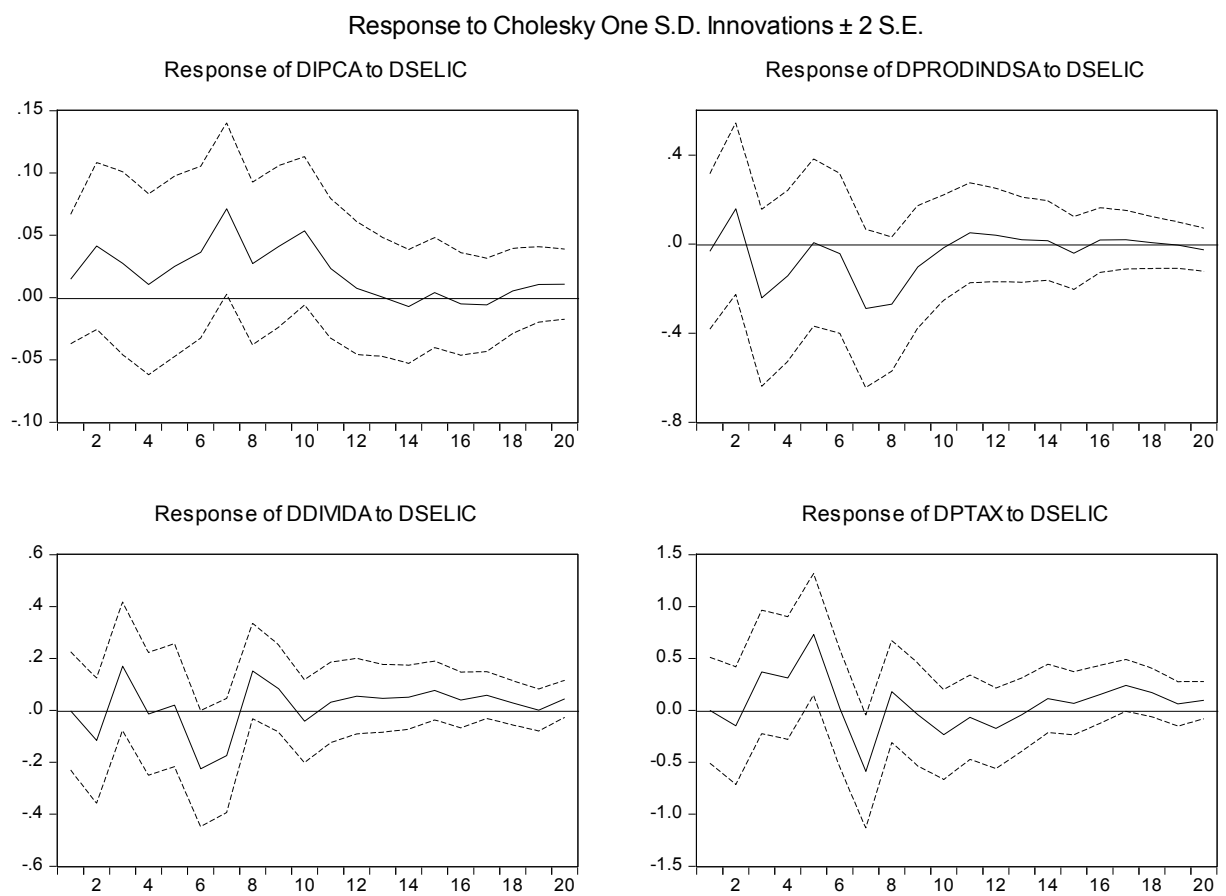 Response to Cholesky One S.D. Innovations ± 2 S.E.
Response of DIPCA to DSELIC
.15
.10
.05
.00
-.05
-.10
2 4 6 8 10 12 14 16 18 20
Response of DPRODINDSA to DSELIC
.4
.0
-.4
-.8
2 4 6 8 10 12 14 16 18 20
Response of DDIVIDA to DSELIC
.6
.4
.2
.0
-.2
-.4
-.6
2 4 6 8 10 12 14 16 18 20
Response of DPTAX to DSELIC
1.5
1.0
0.5
0.0
-0.5
-1.0
-1.5
2 4 6 8 10 12 14 16 18 20